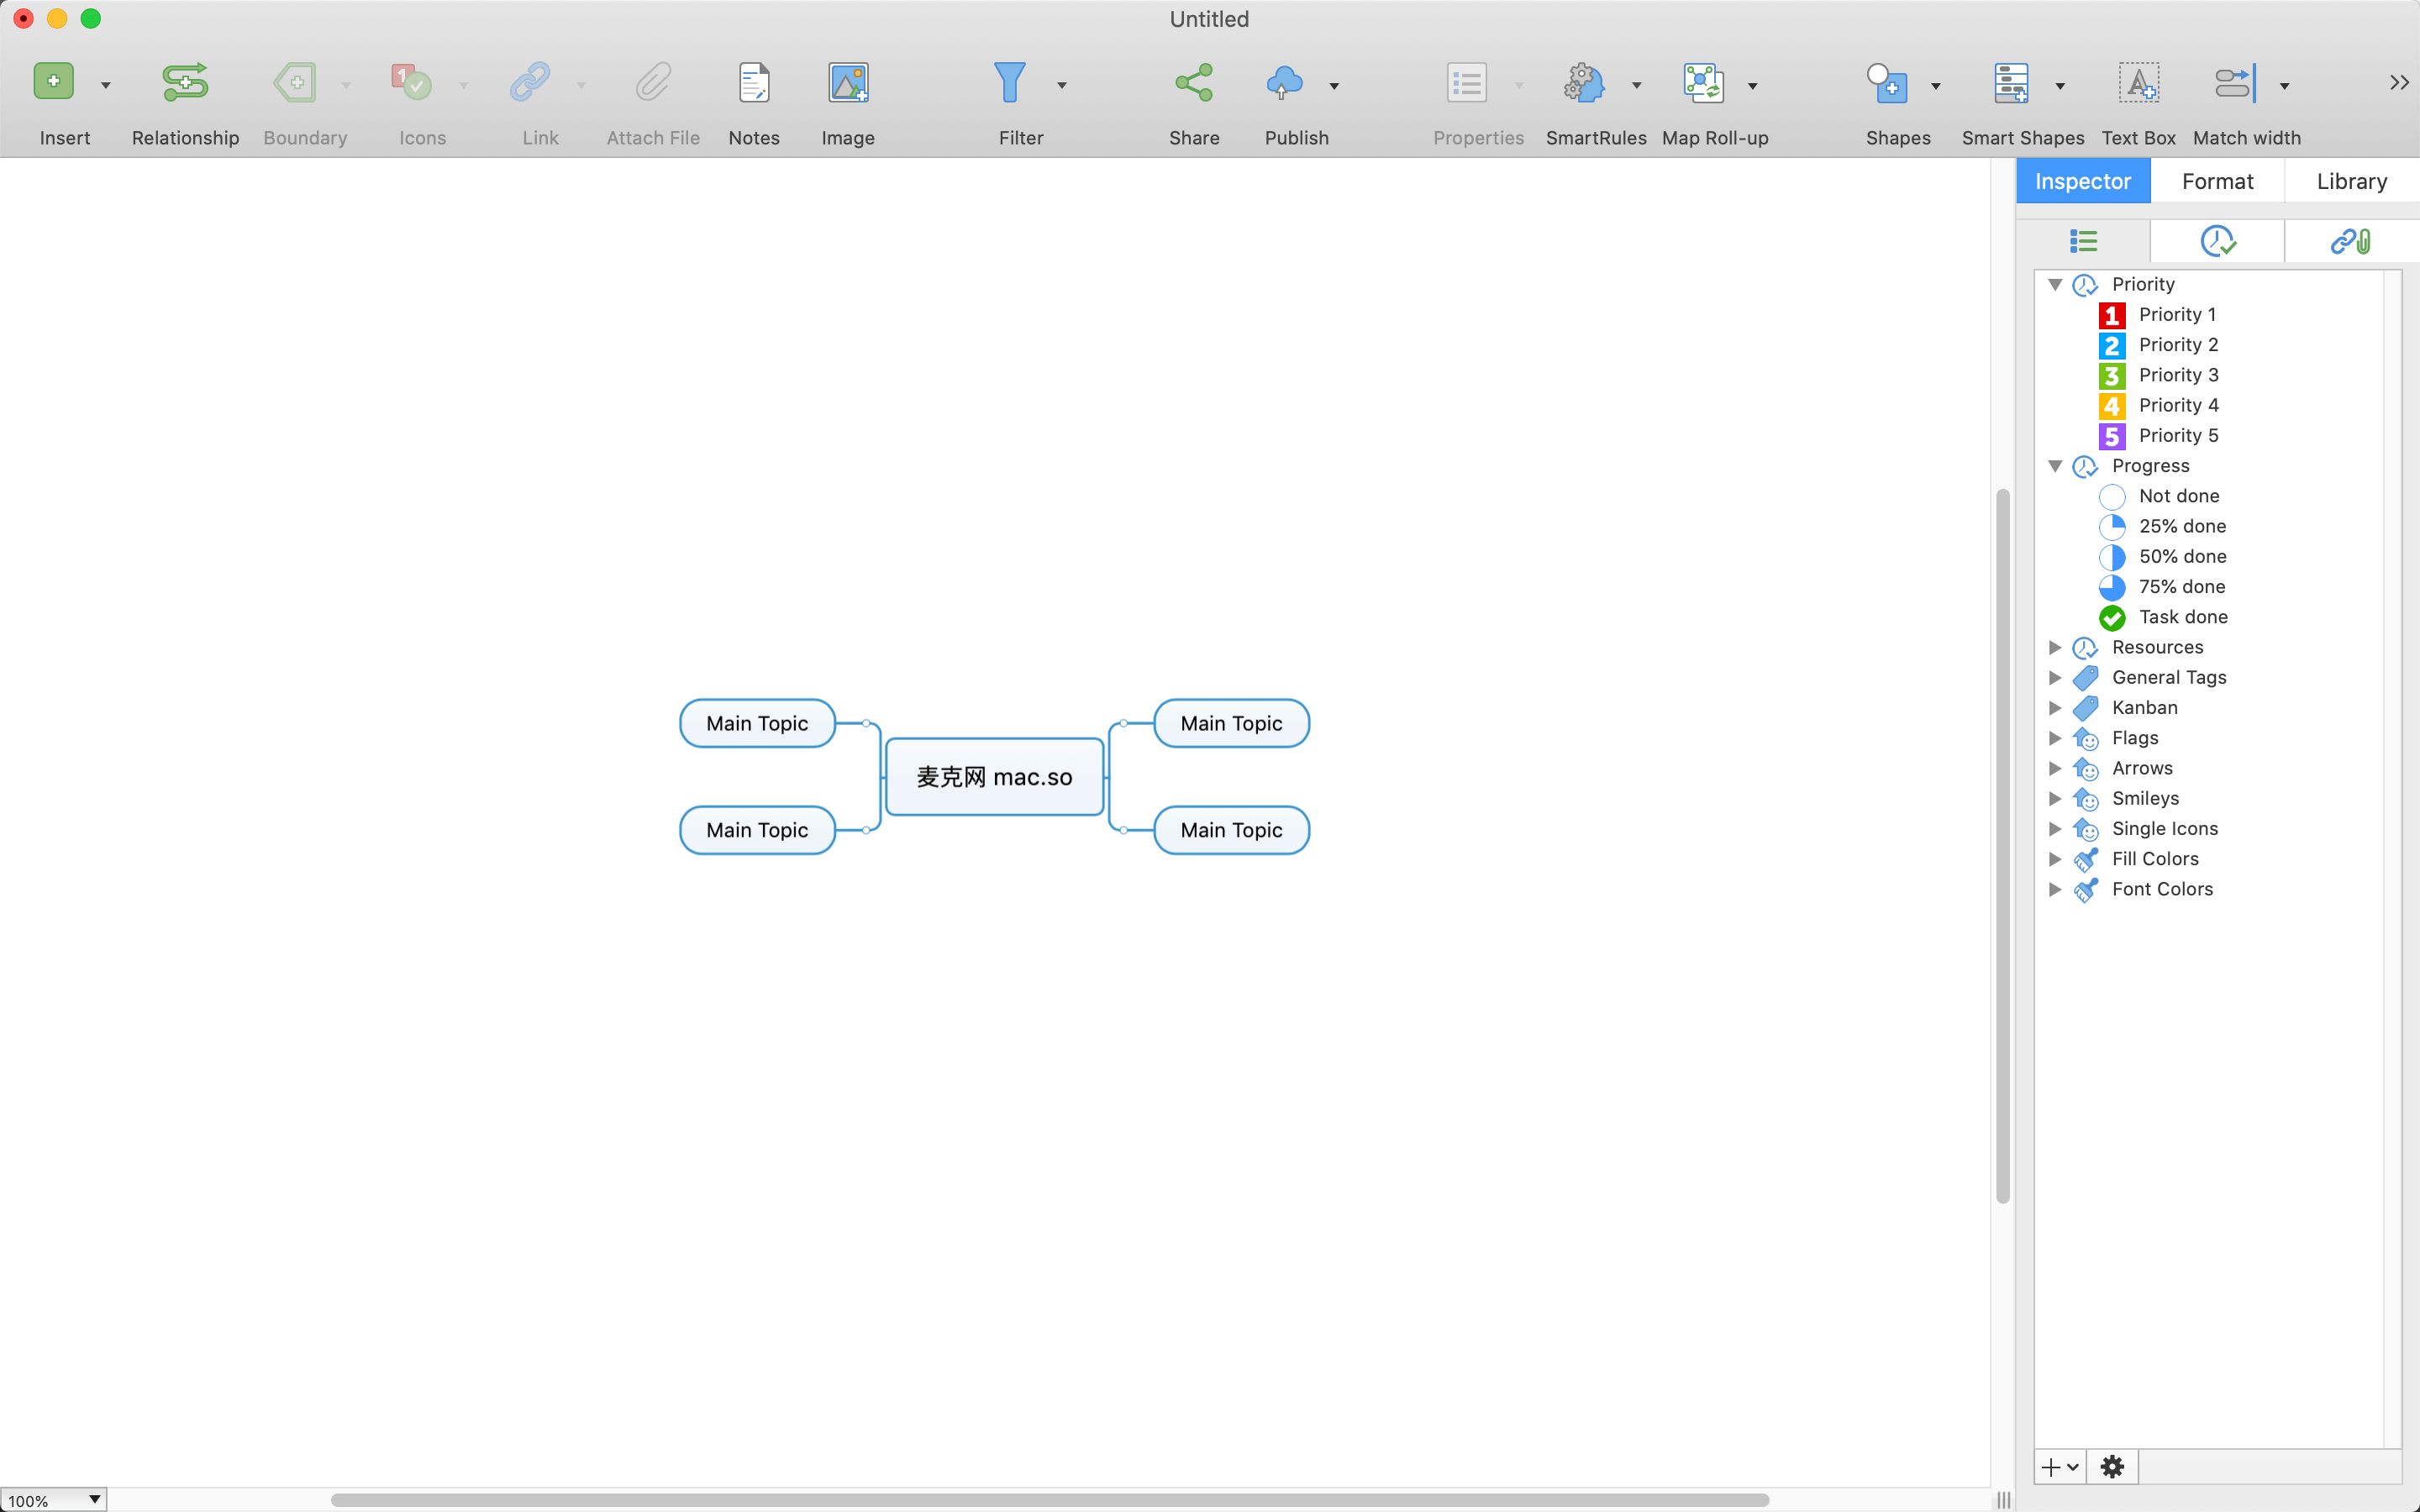 Untitled
Insert Relationship Boundary Icons Link Attach File Notes Image Filter Share Publish Properties SmartRules Map Roll-up Shapes Smart Shapes Text Box Match width
Inspector Format Library
Priority
1 Priority 1
2 Priority 2
3 Priority 3
4 Priority 4
5 Priority 5
Progress
Not done
25% done
50% done
75% done
Task done
Resources
General Tags
Kanban
Flags
Arrows
Smileys
Single Icons
Fill Colors
Font Colors
Main Topic Main Topic
麦克网 mac.so
Main Topic Main Topic
100%